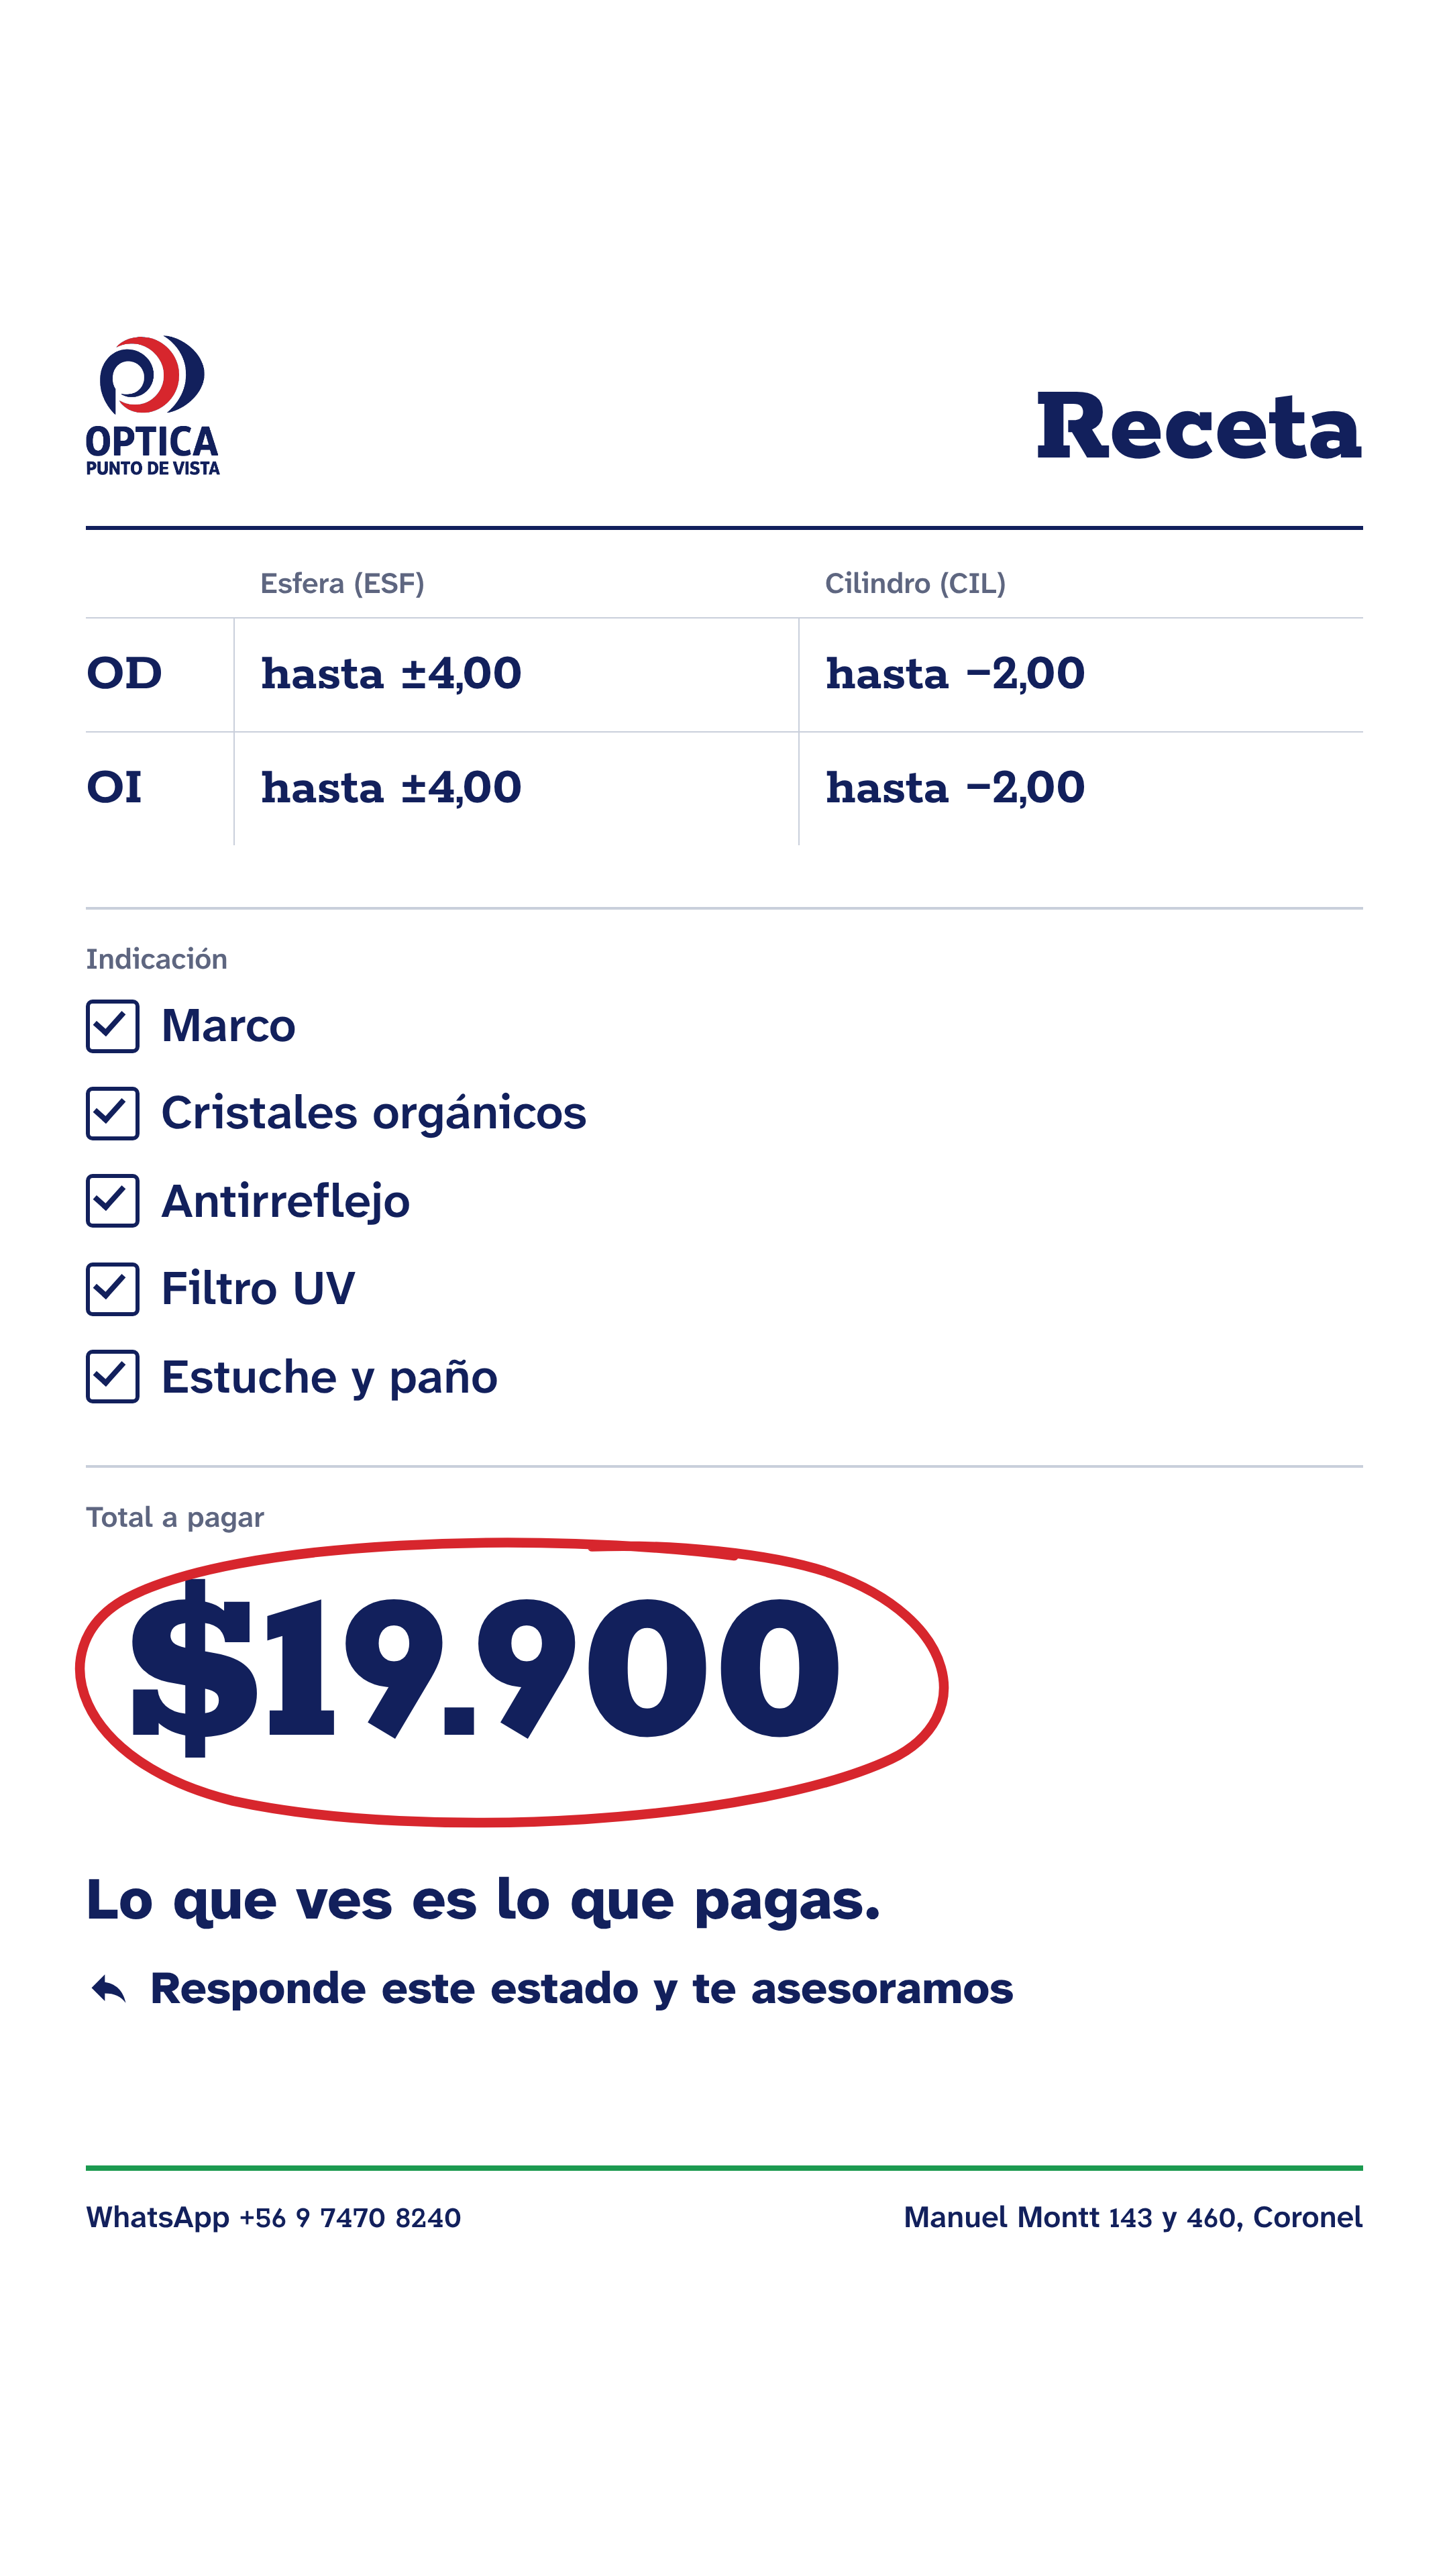 OPTICA
PUNTO DE VISTA
Receta
Esfera (ESF) Cilindro (CIL)
OD hasta ±4,00 hasta −2,00
OI hasta ±4,00 hasta −2,00
Indicación
Marco
Cristales orgánicos
Antirreflejo
Filtro UV
Estuche y paño
Total a pagar
$19.900
Lo que ves es lo que pagas.
Responde este estado y te asesoramos
WhatsApp +56 9 7470 8240 Manuel Montt 143 y 460, Coronel